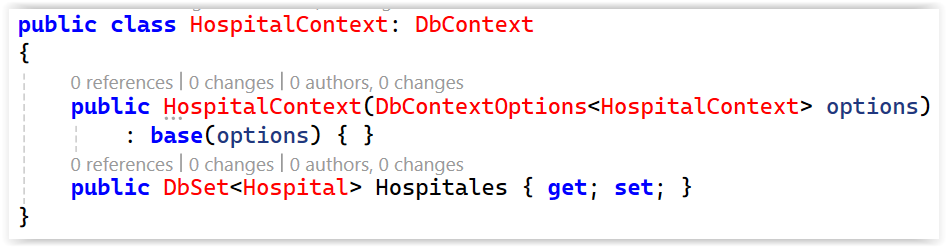 public class HospitalContext: DbContext
{
0 references | 0 changes | 0 authors, 0 changes
public HospitalContext(DbContextOptions<HospitalContext> options)
: base(options) { }
0 references | 0 changes | 0 authors, 0 changes
public DbSet<Hospital> Hospitales { get; set; }
}